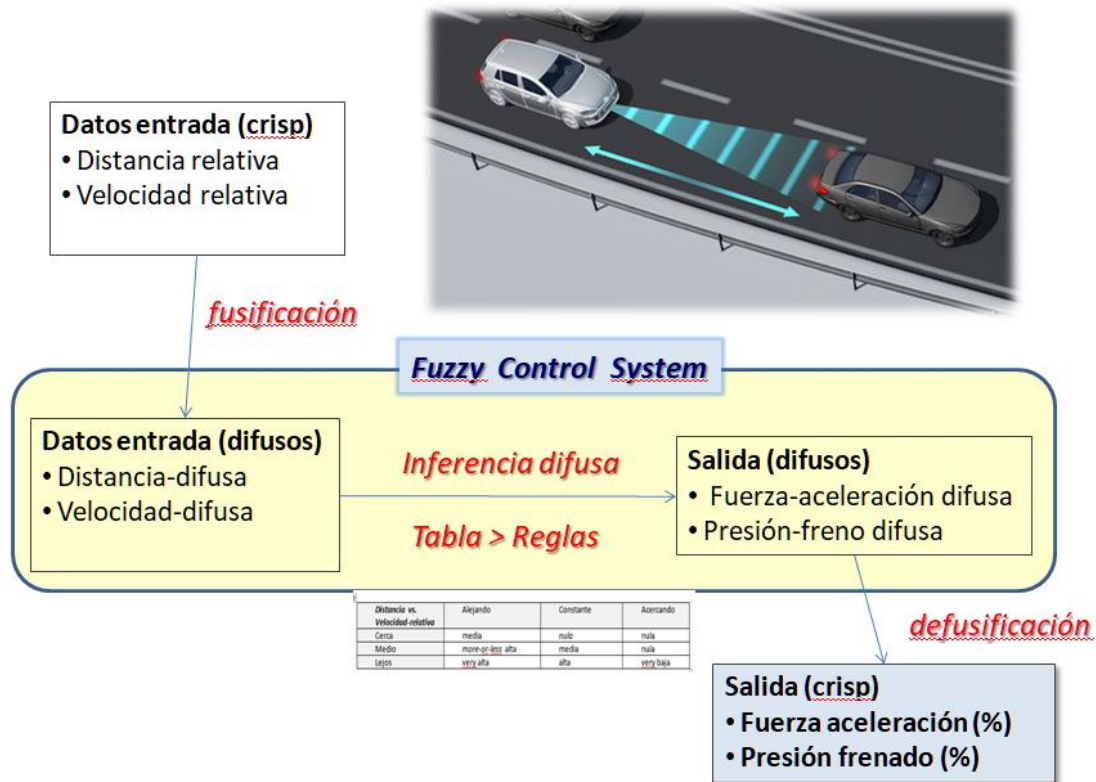 Datos entrada (crisp)
• Distancia relativa
• Velocidad relativa
fusificación
Fuzzy Control System
Datos entrada (difusos)
• Distancia-difusa
• Velocidad-difusa
Inferencia difusa
Tabla > Reglas
Salida (difusos)
• Fuerza-aceleración difusa
• Presión-freno difusa
Distancia vs. Alejando Constante Acercando
Velocidad-relativa
Cerca media nula nula
Medio more-or-less alta media nula
Lejos very alta alta very baja
defusificación
Salida (crisp)
• Fuerza aceleración (%)
• Presión frenado (%)